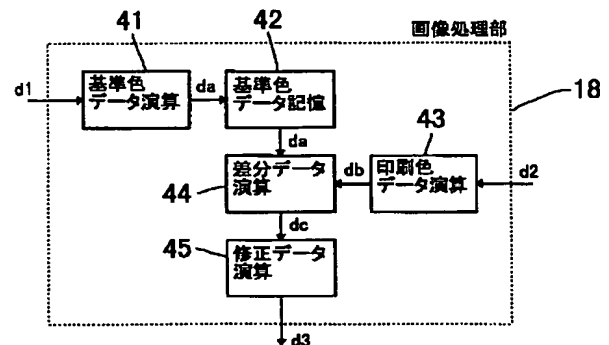 画像処理部
41
42
18
d1
基準色
データ演算
da
基準色
データ記憶
43
da
差分データ
演算
db
印刷色
データ演算
d2
44
dc
45
修正データ
演算
d3